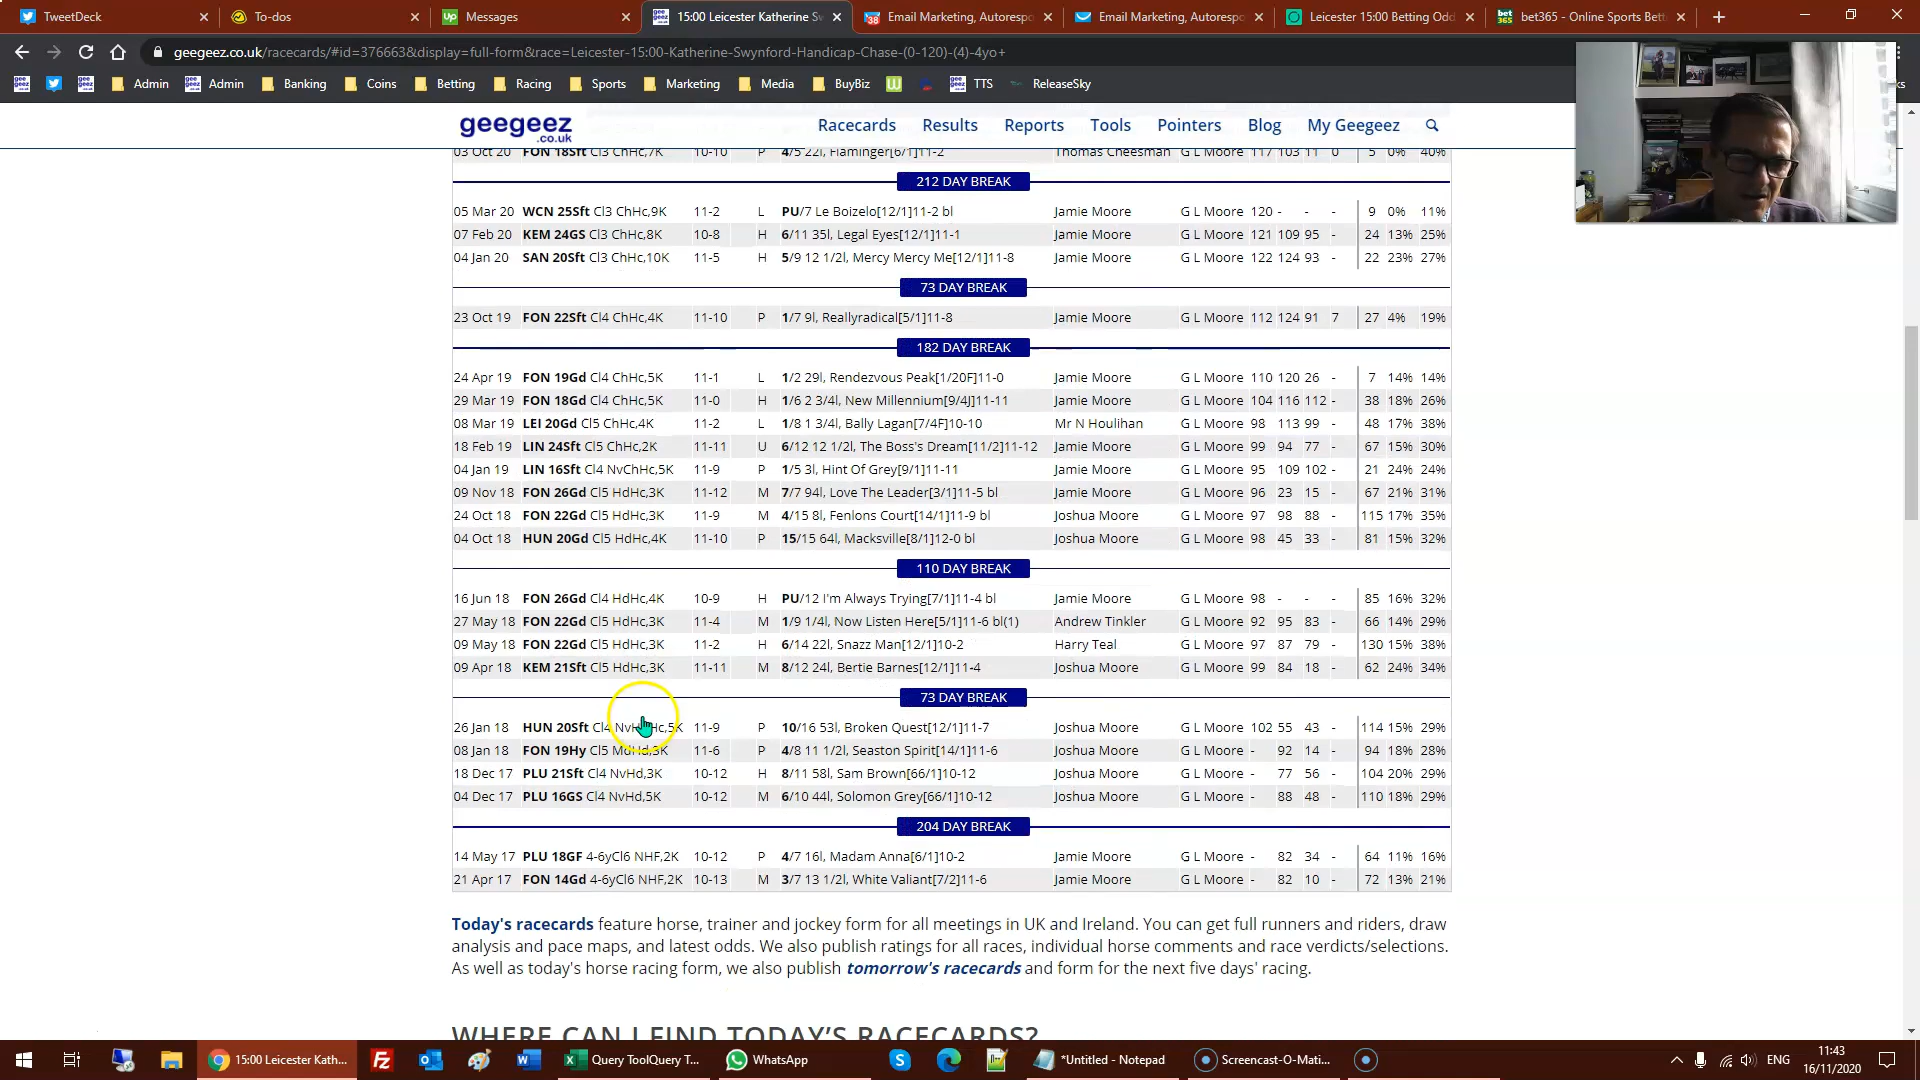 TweetDeck To-dos Messages 15:00 Leicester Katherine Sw Email Marketing, Autorespo Email Marketing, Autorespo Leicester 15:00 Betting Odd bet365 - Online Sports Bett
geegeez.co.uk/racecards/#id=376663&display=full-form&race=Leicester-15:00-Katherine-Swynford-Handicap-Chase-(0-120)-(4)-4yo+
Admin Admin Banking Coins Betting Racing Sports Marketing Media BuyBiz TTS ReleaseSky
geegeez.co.uk Racecards Results Reports Tools Pointers Blog My Geegeez
03 Oct 20 FON 18Sft Cl3 ChHc,7K 10-10 P 4/5 22l, Flaminger[6/1]11-2 Thomas Cheesman G L Moore 117 103 11 0 5 0% 40%
212 DAY BREAK
05 Mar 20 WCN 25Sft Cl3 ChHc,9K 11-2 L PU/7 Le Boizelo[12/1]11-2 bl Jamie Moore G L Moore 120 - - - 9 0% 11%
07 Feb 20 KEM 24GS Cl3 ChHc,8K 10-8 H 6/11 35l, Legal Eyes[12/1]11-1 Jamie Moore G L Moore 121 109 95 - 24 13% 25%
04 Jan 20 SAN 20Sft Cl3 ChHc,10K 11-5 H 5/9 12 1/2l, Mercy Mercy Me[12/1]11-8 Jamie Moore G L Moore 122 124 93 - 22 23% 27%
73 DAY BREAK
23 Oct 19 FON 22Sft Cl4 ChHc,4K 11-10 P 1/7 9l, Reallyradical[5/1]11-8 Jamie Moore G L Moore 112 124 91 7 27 4% 19%
182 DAY BREAK
24 Apr 19 FON 19Gd Cl4 ChHc,5K 11-1 L 1/2 29l, Rendezvous Peak[1/20F]11-0 Jamie Moore G L Moore 110 120 26 - 7 14% 14%
29 Mar 19 FON 18Gd Cl4 ChHc,5K 11-0 H 1/6 2 3/4l, New Millennium[9/4J]11-11 Jamie Moore G L Moore 104 116 112 - 38 18% 26%
08 Mar 19 LEI 20Gd Cl5 ChHc,4K 11-2 L 1/8 1 3/4l, Bally Lagan[7/4F]10-10 Mr N Houlihan G L Moore 98 113 99 - 48 17% 38%
18 Feb 19 LIN 24Sft Cl5 ChHc,2K 11-11 U 6/12 12 1/2l, The Boss's Dream[11/2]11-12 Jamie Moore G L Moore 99 94 77 - 67 15% 30%
04 Jan 19 LIN 16Sft Cl4 NvChHc,5K 11-9 P 1/5 3l, Hint Of Grey[9/1]11-11 Jamie Moore G L Moore 95 109 102 - 21 24% 24%
09 Nov 18 FON 26Gd Cl5 HdHc,3K 11-12 M 7/7 94l, Love The Leader[3/1]11-5 bl Jamie Moore G L Moore 96 23 15 - 67 21% 31%
24 Oct 18 FON 22Gd Cl5 HdHc,3K 11-9 M 4/15 8l, Fenlons Court[14/1]11-9 bl Joshua Moore G L Moore 97 98 88 - 115 17% 35%
04 Oct 18 HUN 20Gd Cl5 HdHc,4K 11-10 P 15/15 64l, Macksville[8/1]12-0 bl Joshua Moore G L Moore 98 45 33 - 81 15% 32%
110 DAY BREAK
16 Jun 18 FON 26Gd Cl4 HdHc,4K 10-9 H PU/12 I'm Always Trying[7/1]11-4 bl Jamie Moore G L Moore 98 - - - 85 16% 32%
27 May 18 FON 22Gd Cl5 HdHc,3K 11-4 M 1/9 1/4l, Now Listen Here[5/1]11-6 bl(1) Andrew Tinkler G L Moore 92 95 83 - 66 14% 29%
09 May 18 FON 22Gd Cl5 HdHc,3K 11-2 H 6/14 22l, Snazz Man[12/1]10-2 Harry Teal G L Moore 97 87 79 - 130 15% 38%
09 Apr 18 KEM 21Sft Cl5 HdHc,3K 11-11 M 8/12 24l, Bertie Barnes[12/1]11-4 Joshua Moore G L Moore 99 84 18 - 62 24% 34%
73 DAY BREAK
26 Jan 18 HUN 20Sft Cl4 11-9 P 10/16 53l, Broken Quest[12/1]11-7 Joshua Moore G L Moore 102 55 43 - 114 15% 29%
08 Jan 18 FON 19Hy Cl5 MdHd,3K 11-6 P 4/8 11 1/2l, Seaston Spirit[14/1]11-6 Joshua Moore G L Moore - 92 14 - 94 18% 28%
18 Dec 17 PLU 21Sft Cl4 NvHd,3K 10-12 H 8/11 58l, Sam Brown[66/1]10-12 Joshua Moore G L Moore - 77 56 - 104 20% 29%
04 Dec 17 PLU 16GS Cl4 NvHd,5K 10-12 M 6/10 44l, Solomon Grey[66/1]10-12 Joshua Moore G L Moore - 88 48 - 110 18% 29%
204 DAY BREAK
14 May 17 PLU 18GF 4-6yCl6 NHF,2K 10-12 P 4/7 16l, Madam Anna[6/1]10-2 Jamie Moore G L Moore - 82 34 - 64 11% 16%
21 Apr 17 FON 14Gd 4-6yCl6 NHF,2K 10-13 M 3/7 13 1/2l, White Valiant[7/2]11-6 Jamie Moore G L Moore - 82 10 - 72 13% 21%
Today's racecards feature horse, trainer and jockey form for all meetings in UK and Ireland. You can get full runners and riders, draw
analysis and pace maps, and latest odds. We also publish ratings for all races, individual horse comments and race verdicts/selections.
As well as today's horse racing form, we also publish tomorrow's racecards and form for the next five days' racing.
WHERE CAN I FIND TODAY'S RACECARDS?
15:00 Leicester Kath... Query ToolQuery T... WhatsApp *Untitled - Notepad Screencast-O-Mati... ENG 11:43
16/11/2020